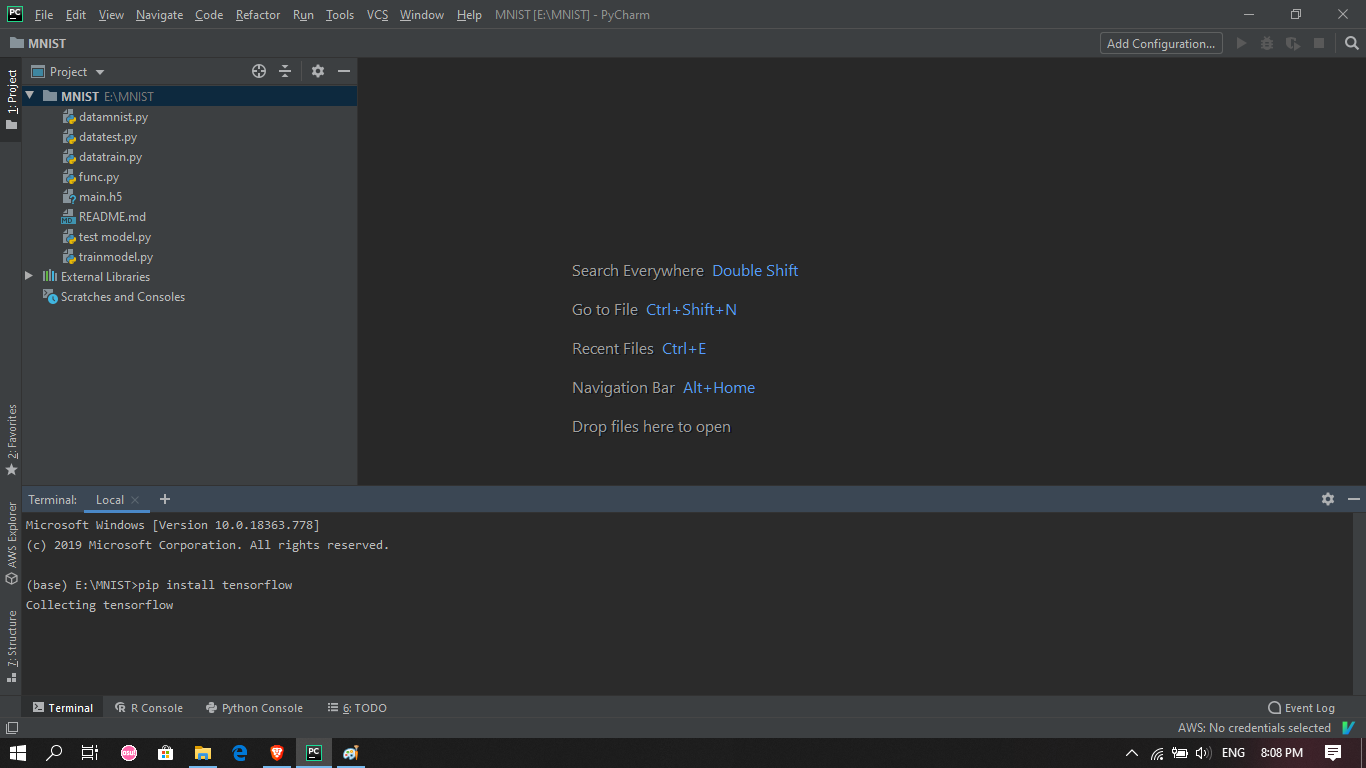 PC File Edit View Navigate Code Refactor Run Tools VCS Window Help MNIST [E:\MNIST] - PyCharm
MNIST Add Configuration...
1: Project
Project
MNIST E:\MNIST
datamnist.py
datatest.py
datatrain.py
func.py
main.h5
MD README.md
test model.py
trainmodel.py
External Libraries
Scratches and Consoles
Search Everywhere Double Shift
Go to File Ctrl+Shift+N
Recent Files Ctrl+E
Navigation Bar Alt+Home
Drop files here to open
2: Favorites
AWS Explorer
7: Structure
Terminal: Local
Microsoft Windows [Version 10.0.18363.778]
(c) 2019 Microsoft Corporation. All rights reserved.
(base) E:\MNIST>pip install tensorflow
Collecting tensorflow
Terminal R Console Python Console 6: TODO Event Log
AWS: No credentials selected
osu! PC ENG 8:08 PM